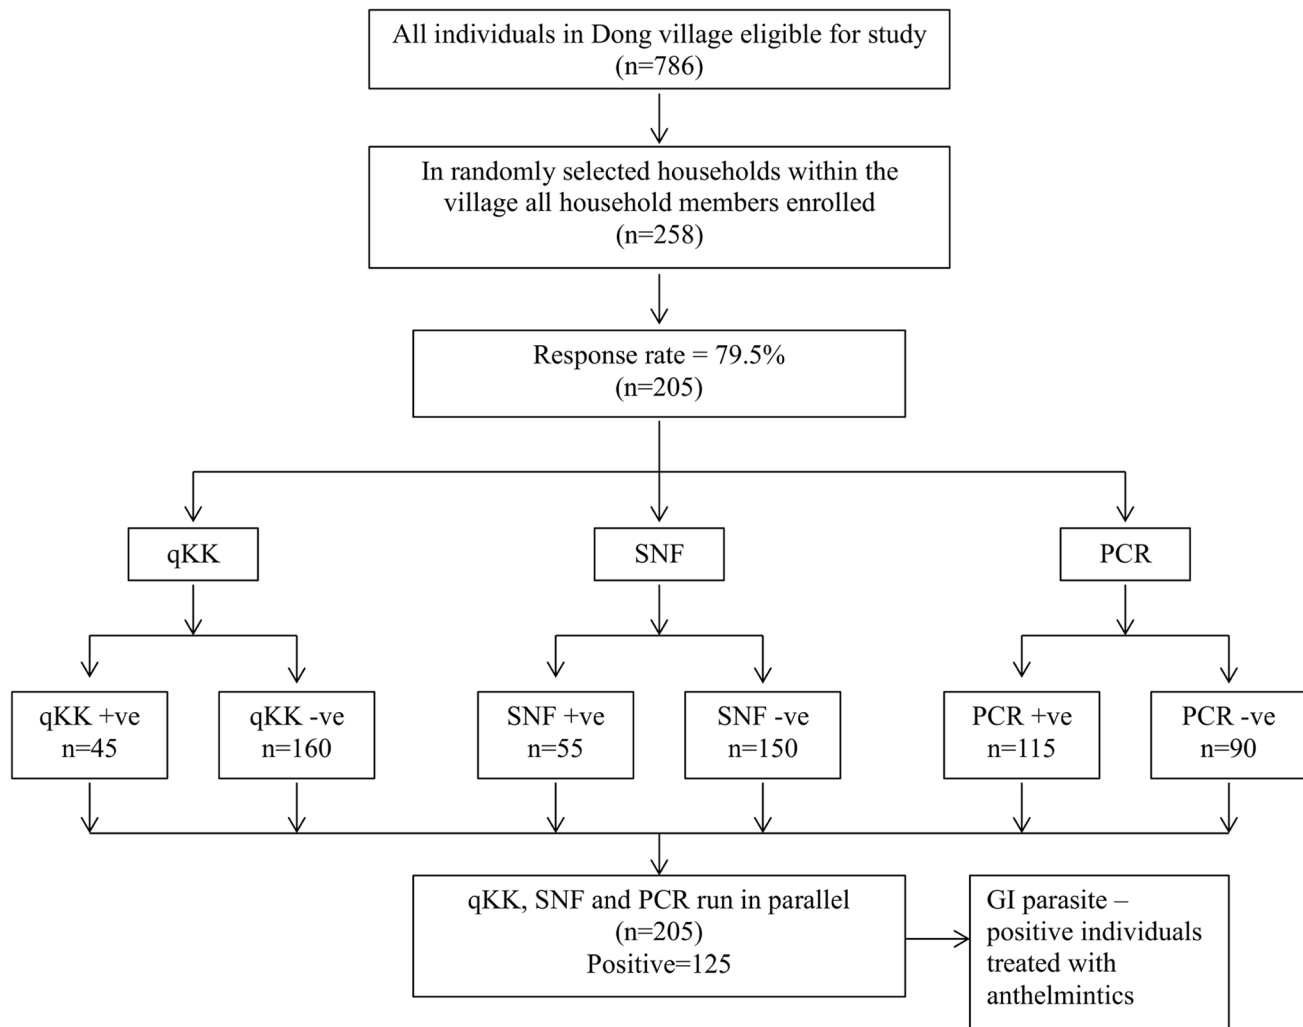 All individuals in Dong village eligible for study
(n=786)
In randomly selected households within the
village all household members enrolled
(n=258)
Response rate = 79.5%
(n=205)
qKK
SNF
PCR
qKK +ve
n=45
qKK -ve
n=160
SNF +ve
n=55
SNF -ve
n=150
PCR +ve
n=115
PCR -ve
n=90
qKK, SNF and PCR run in parallel
(n=205)
Positive=125
GI parasite –
positive individuals
treated with
anthelmintics